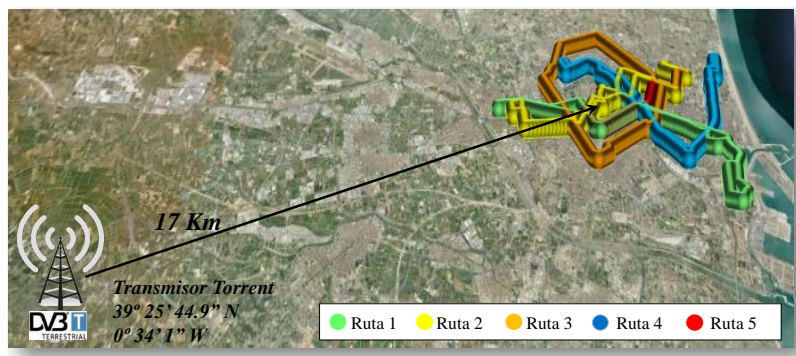 17 Km
Transmisor Torrent
39º 25’ 44.9” N
0º 34’ 1” W
DVB T
TERRESTRIAL
Ruta 1 Ruta 2 Ruta 3 Ruta 4 Ruta 5